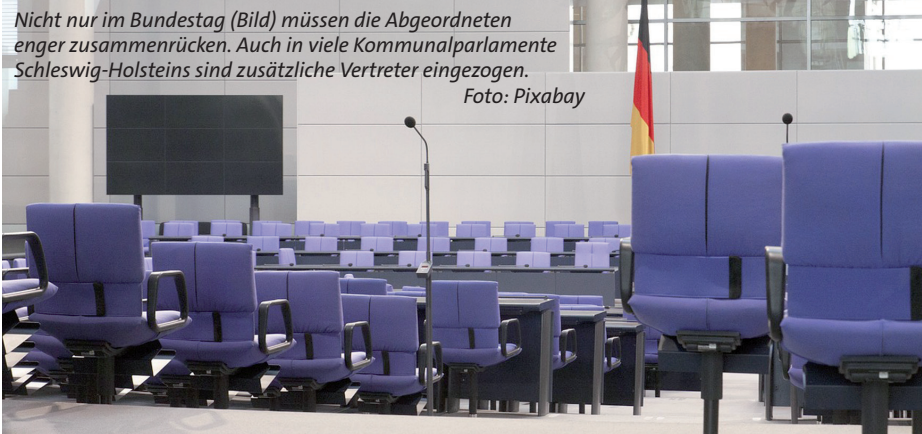 Nicht nur im Bundestag (Bild) müssen die Abgeordneten
enger zusammenrücken. Auch in viele Kommunalparlamente
Schleswig-Holsteins sind zusätzliche Vertreter eingezogen.
Foto: Pixabay